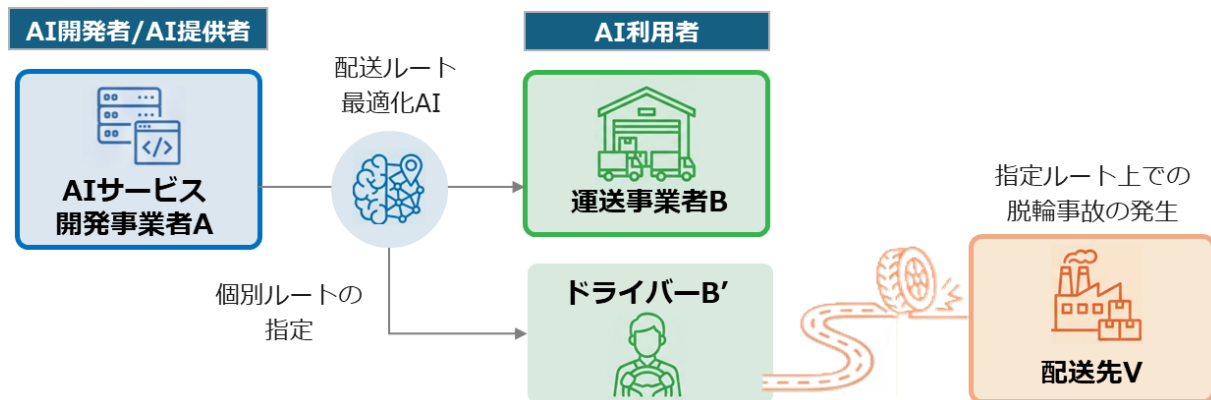 AI開発者/AI提供者
AI利用者
配送ルート
最適化AI
AIサービス
開発事業者A
運送事業者B
指定ルート上での
脱輪事故の発生
個別ルートの
指定
ドライバーB’
配送先V